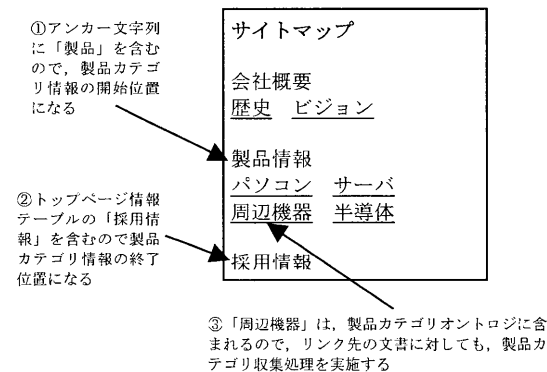 ①アンカー文字列
に「製品」を含む
ので，製品カテゴ
リ情報の開始位置
になる
サイトマップ
会社概要
歴史 ビジョン
製品情報
パソコン サーバ
周辺機器 半導体
採用情報
②トップページ情報
テーブルの「採用情
報」を含むので製品
カテゴリ情報の終了
位置になる
③「周辺機器」は，製品カテゴリオントロジに含
まれるので，リンク先の文書に対しても，製品カ
テゴリ収集処理を実施する